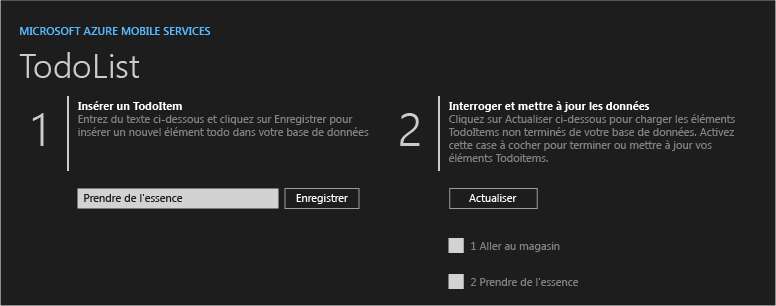 MICROSOFT AZURE MOBILE SERVICES
TodoList
1
Insérer un TodoItem
Entrez du texte ci-dessous et cliquez sur Enregistrer pour
insérer un nouvel élément todo dans votre base de données
Prendre de l'essence
Enregistrer
2
Interroger et mettre à jour les données
Cliquez sur Actualiser ci-dessous pour charger les éléments
TodoItems non terminés de votre base de données. Activez
cette case à cocher pour terminer ou mettre à jour vos
éléments Todoitems.
Actualiser
1 Aller au magasin
2 Prendre de l'essence